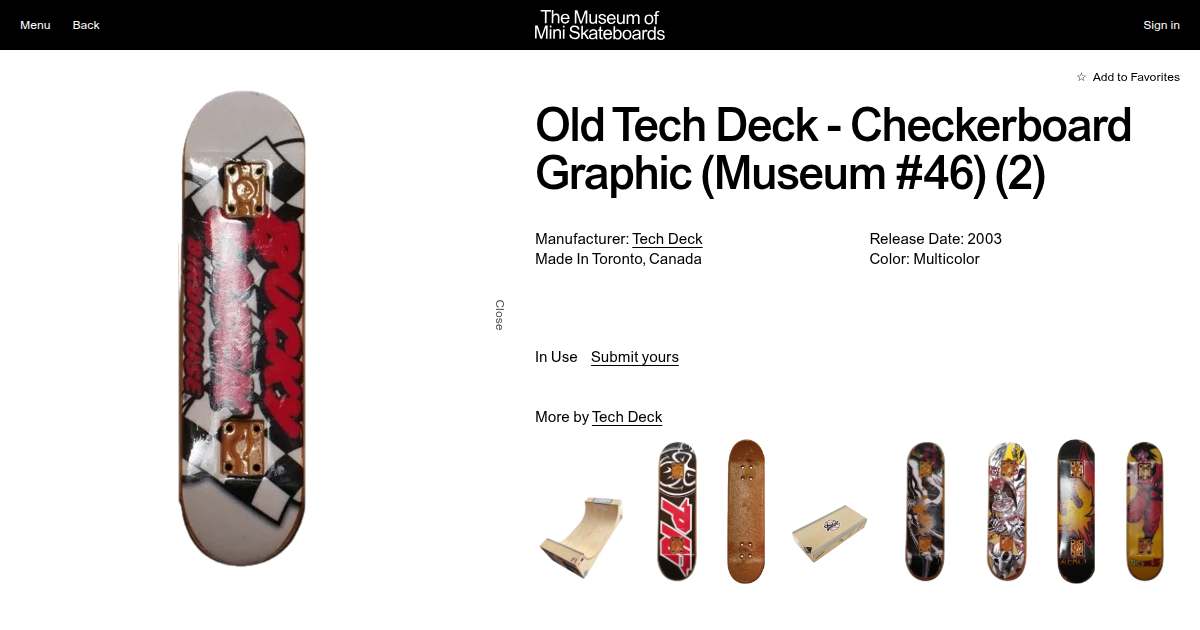 Menu
Back
The Museum of
Mini Skateboards
Sign in
☆ Add to Favorites
Old Tech Deck - Checkerboard
Graphic (Museum #46) (2)
Manufacturer: Tech Deck
Made In Toronto, Canada
Release Date: 2003
Color: Multicolor
Close
In Use
Submit yours
More by Tech Deck
BUCKY